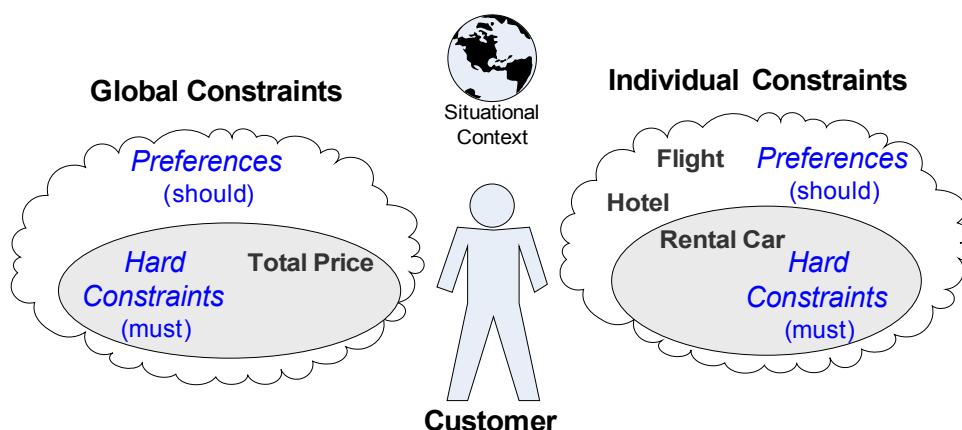 Global Constraints
Preferences
(should)
Hard
Constraints
(must)
Total Price
Situational
Context
Customer
Individual Constraints
Flight
Preferences
(should)
Hotel
Rental Car
Hard
Constraints
(must)